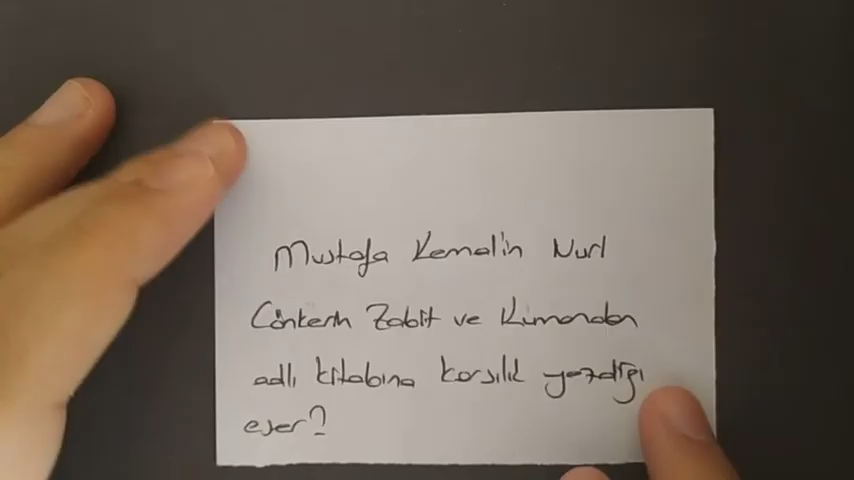 Mustafa Kemal'in Nuri
Conkerin Zabit ve Kumandan
adlı kitabına karşılık yazdığı
eser?